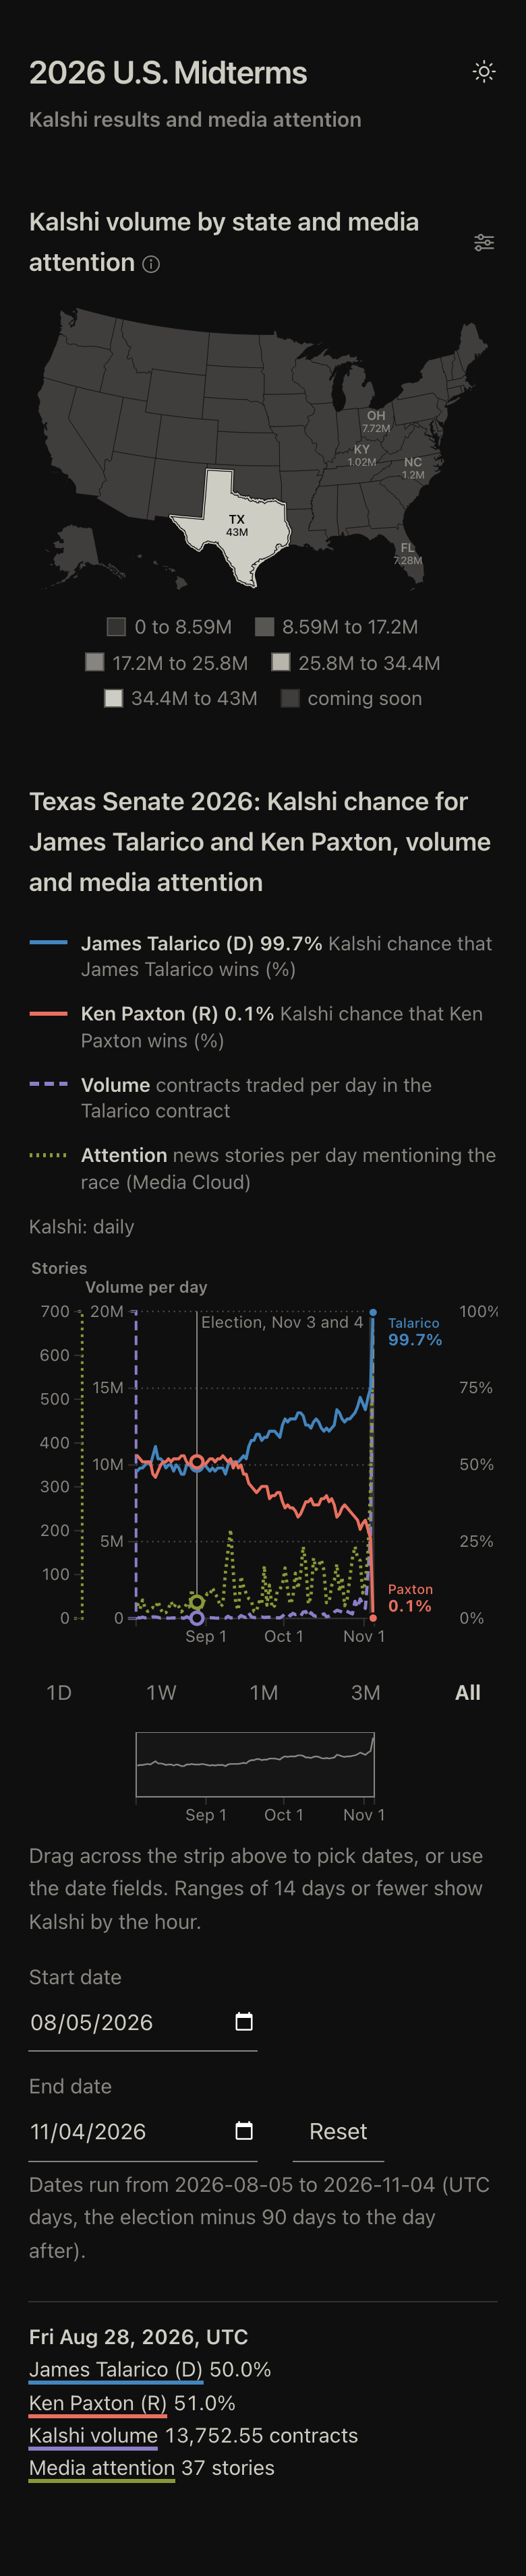 2026 U.S. Midterms
Kalshi results and media attention
Kalshi volume by state and media
attention
OH
7.72M
KY
1.02M
NC
1.2M
TX
43M
FL
7.28M
0 to 8.59M
8.59M to 17.2M
17.2M to 25.8M
25.8M to 34.4M
34.4M to 43M
coming soon
Texas Senate 2026: Kalshi chance for
James Talarico and Ken Paxton, volume
and media attention
James Talarico (D) 99.7% Kalshi chance that
James Talarico wins (%)
Ken Paxton (R) 0.1% Kalshi chance that Ken
Paxton wins (%)
Volume contracts traded per day in the
Talarico contract
Attention news stories per day mentioning the
race (Media Cloud)
Kalshi: daily
Stories
Volume per day
700
20M
100%
Election, Nov 3 and 4
Talarico
99.7%
600
500
15M
75%
400
10M
50%
300
200
5M
25%
100
Paxton
0.1%
0
0
0%
Sep 1
Oct 1
Nov 1
1D
1W
1M
3M
All
Sep 1
Oct 1
Nov 1
Drag across the strip above to pick dates, or use
the date fields. Ranges of 14 days or fewer show
Kalshi by the hour.
Start date
08/05/2026
End date
11/04/2026
Reset
Dates run from 2026-08-05 to 2026-11-04 (UTC
days, the election minus 90 days to the day
after).
Fri Aug 28, 2026, UTC
James Talarico (D) 50.0%
Ken Paxton (R) 51.0%
Kalshi volume 13,752.55 contracts
Media attention 37 stories